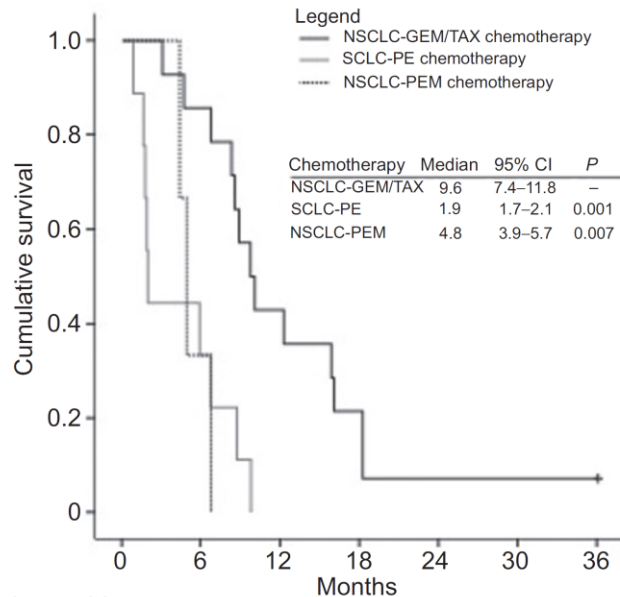 Legend
NSCLC-GEM/TAX chemotherapy
SCLC-PE chemotherapy
NSCLC-PEM chemotherapy
Chemotherapy Median 95% CI P
NSCLC-GEM/TAX 9.6 7.4–11.8 –
SCLC-PE 1.9 1.7–2.1 0.001
NSCLC-PEM 4.8 3.9–5.7 0.007
Cumulative survival
1.0
0.8
0.6
0.4
0.2
0
0 6 12 18 24 30 36
Months